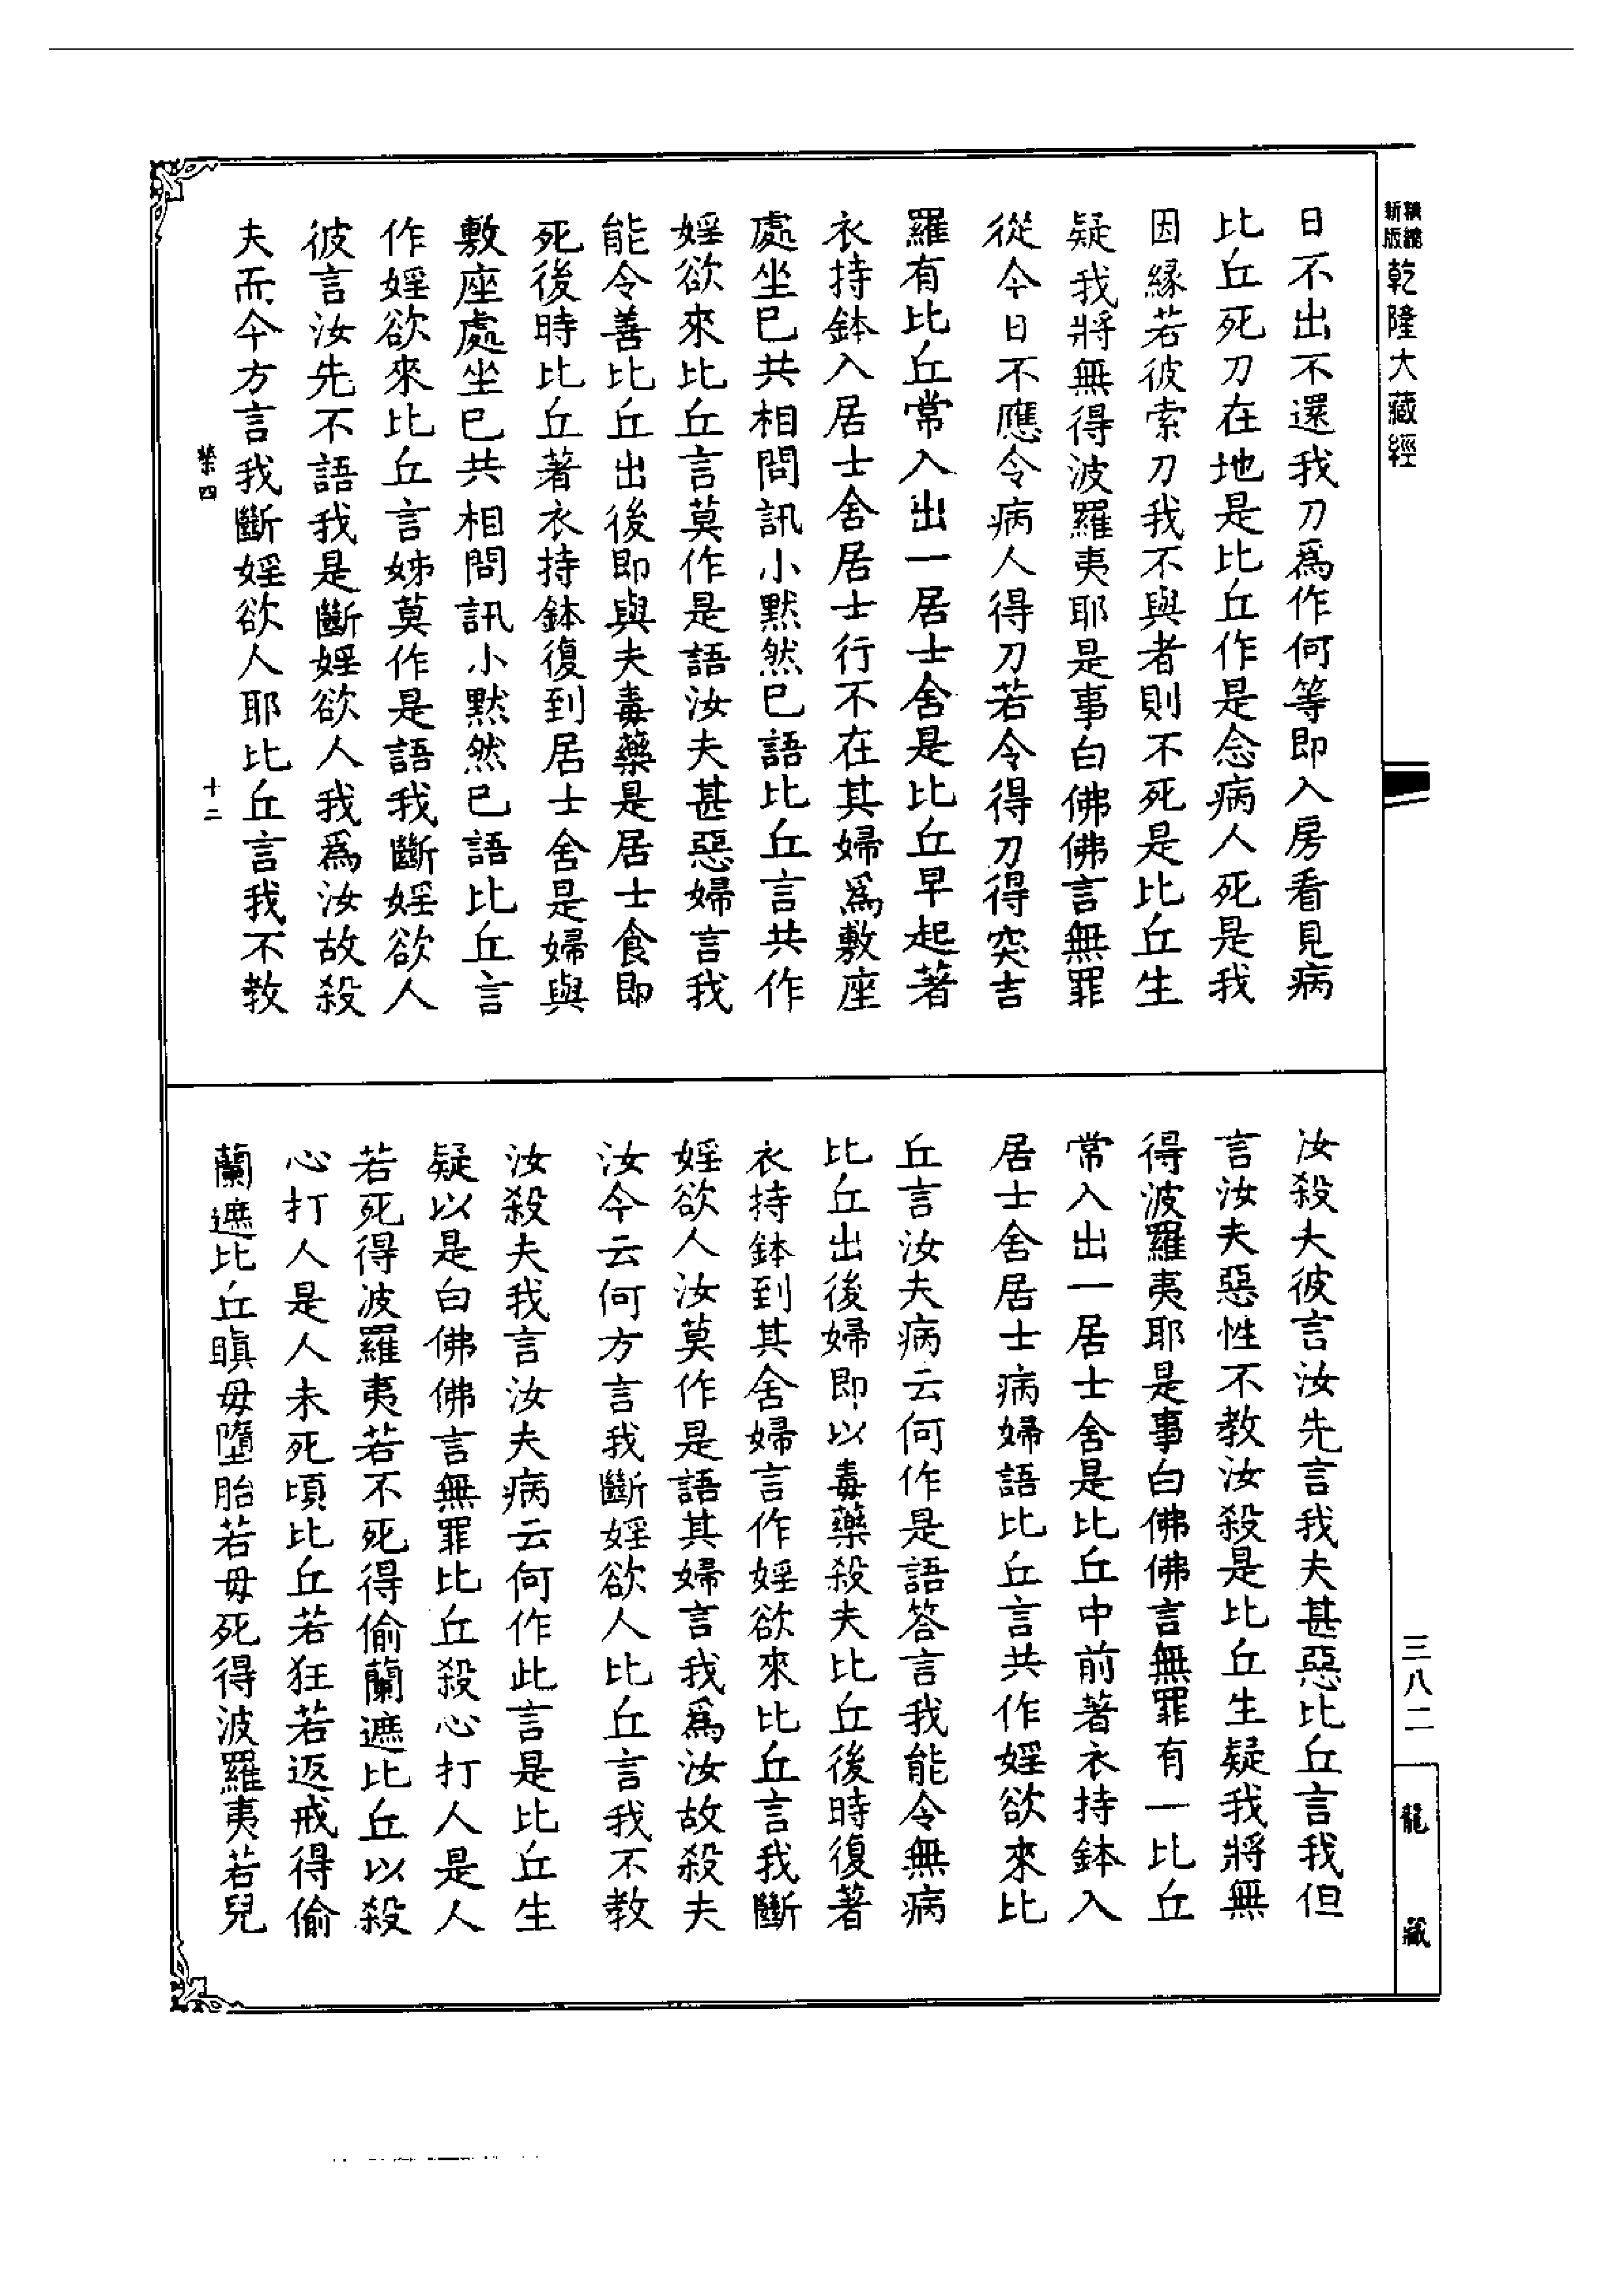 精縮新版乾隆大藏經
日不出不還我刀爲作何等即入房看見病
比丘死刀在地是比丘作是念病人死是我
因緣若彼索刀我不與者則不死是比丘生
疑我將無得波羅夷耶是事白佛佛言無罪
從今日不應令病人得刀若令得刀得突吉
羅有比丘常入出一居士舍是比丘早起著
衣持鉢入居士舍居士行不在其婦爲敷座
處坐已共相問訊小默然已語比丘言共作
婬欲來比丘言莫作是語汝夫甚惡婦言我
能令善比丘出後即與夫毒藥是居士食即
死後時比丘著衣持鉢復到居士舍是婦與
敷座處坐已共相問訊小默然已語比丘言
作婬欲來比丘言姊莫作是語我斷婬欲人
彼言汝先不語我是斷婬欲人我爲汝故殺
夫而今方言我斷婬欲人耶比丘言我不教
四 十二
汝殺夫彼言汝先言我夫甚惡比丘言我但
言汝夫惡性不教汝殺是比丘生疑我將無
得波羅夷耶是事白佛佛言無罪有一比丘
常入出一居士舍是比丘中前著衣持鉢入
居士舍居士病婦語比丘言共作婬欲來比
丘言汝夫病云何作是語答言我能令無病
比丘出後婦即以毒藥殺夫比丘後時復著
衣持鉢到其舍婦言作婬欲來比丘言我斷
婬欲人汝莫作是語其婦言我爲汝故殺夫
汝今云何方言我斷婬欲人比丘言我不教
汝殺夫我言汝夫病云何作此言是比丘生
疑以是白佛佛言無罪比丘殺心打人是人
若死得波羅夷若不死得偷蘭遮比丘以殺
心打人是人未死頃比丘若狂若返戒得偷
蘭遮比丘瞋母墮胎若母死得波羅夷若兒
三八二
龍藏